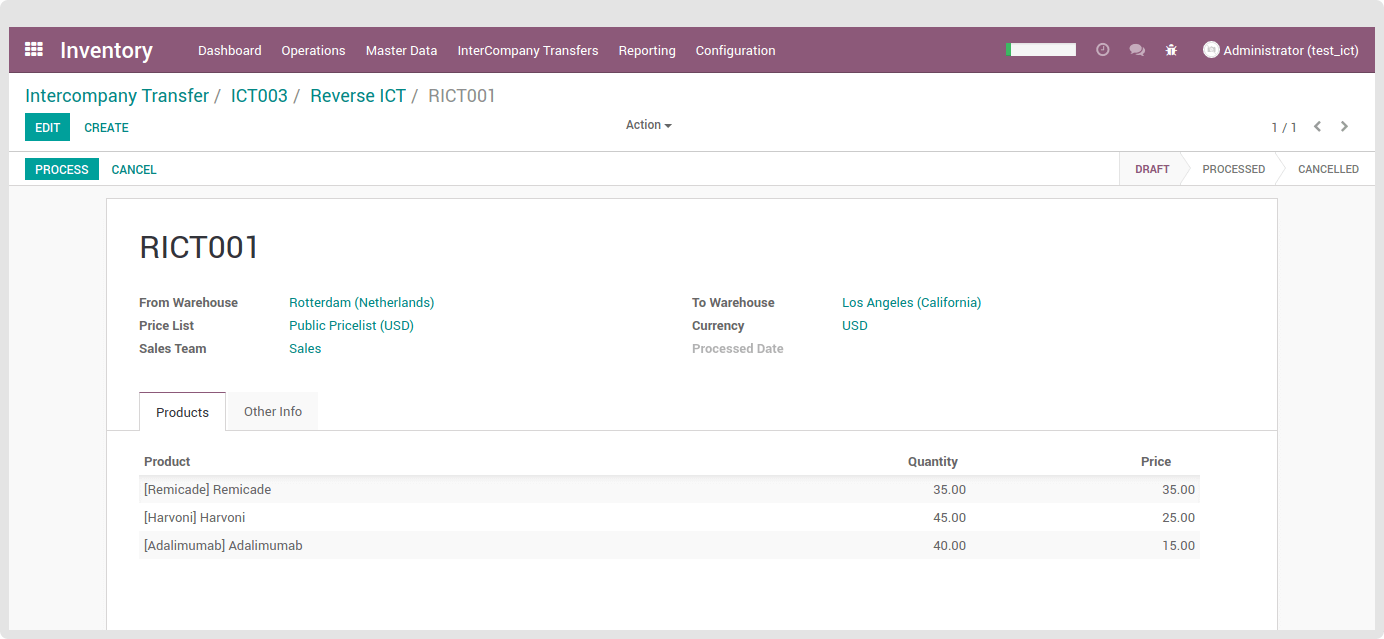 Inventory Dashboard Operations Master Data InterCompany Transfers Reporting Configuration Administrator (test_ict)
Intercompany Transfer / ICT003 / Reverse ICT / RICT001
EDIT CREATE Action 1 / 1
PROCESS CANCEL DRAFT PROCESSED CANCELLED
RICT001
From Warehouse Rotterdam (Netherlands) To Warehouse Los Angeles (California)
Price List Public Pricelist (USD) Currency USD
Sales Team Sales Processed Date
Products Other Info
Product Quantity Price
[Remicade] Remicade 35.00 35.00
[Harvoni] Harvoni 45.00 25.00
[Adalimumab] Adalimumab 40.00 15.00